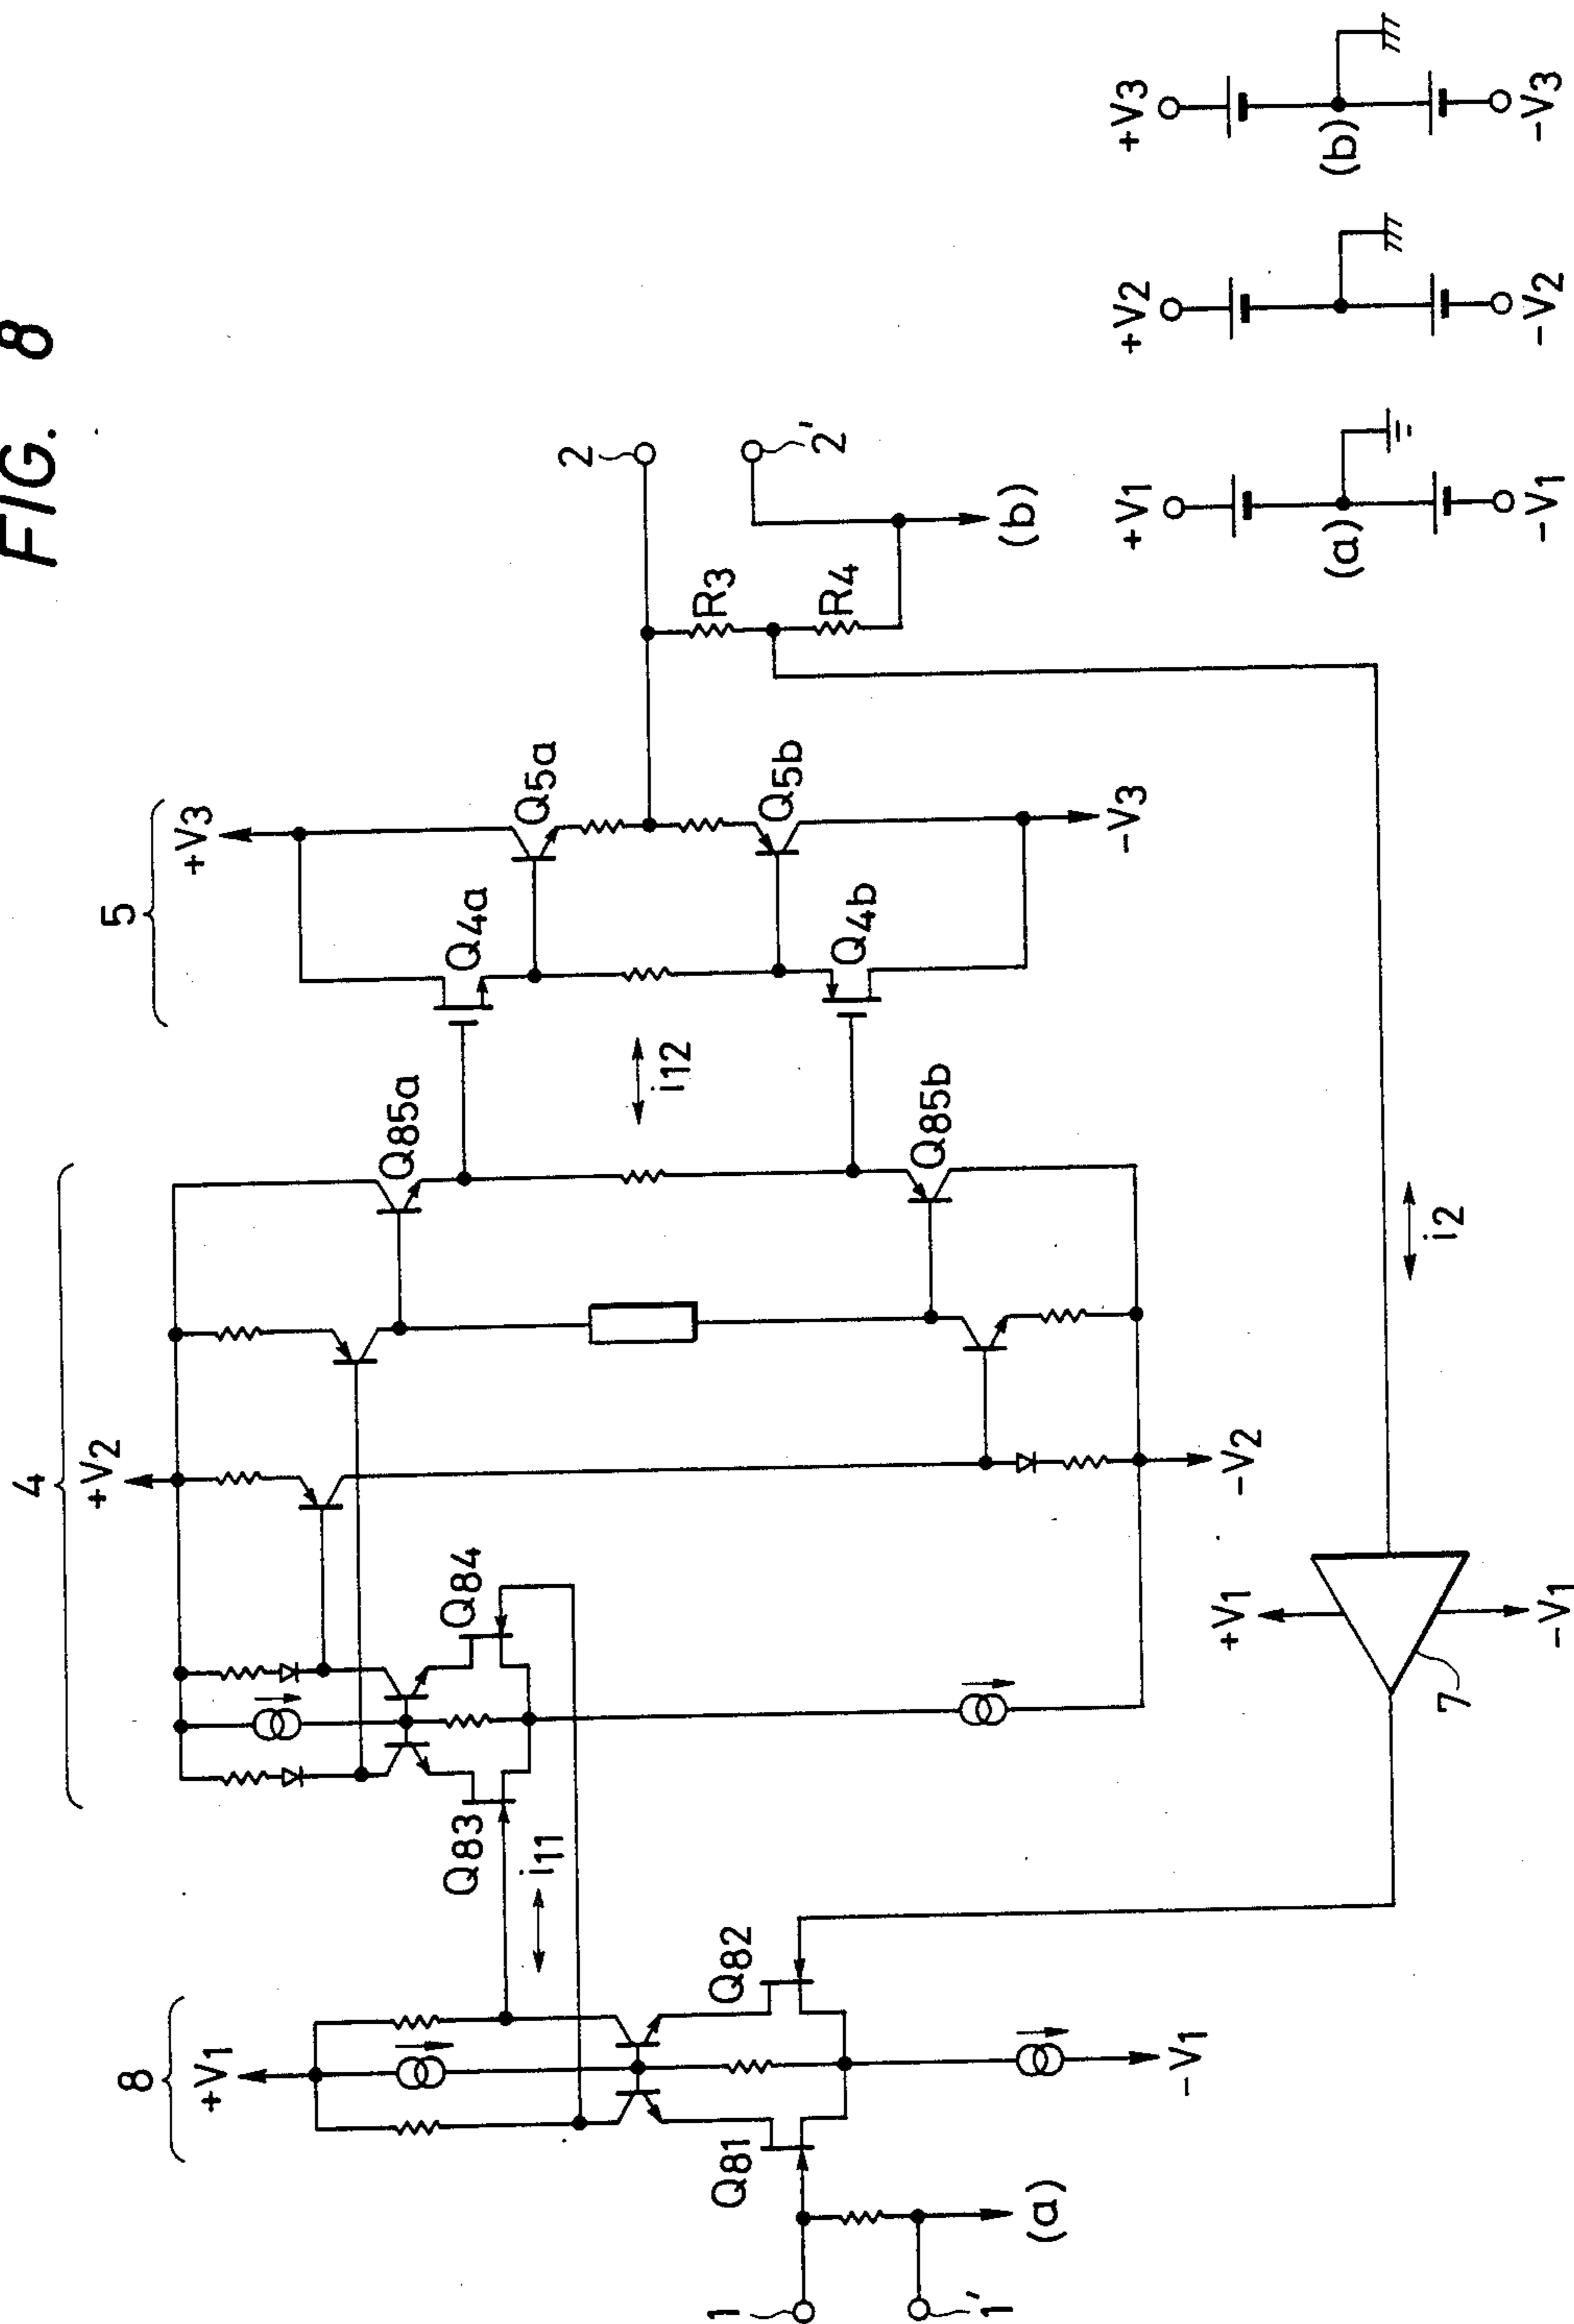 FIG. 8
8
+V1
Q81
Q82
-V1
1
1'
(a)
i11
4
+V2
Q83
Q84
Q85a
Q85b
-V2
i12
5
+V3
Q4a
Q5a
Q4b
Q5b
-V3
2
2'
R3
R4
(b)
i2
7
+V1
-V1
+V1
(a)
-V1
+V2
-V2
+V3
(b)
-V3